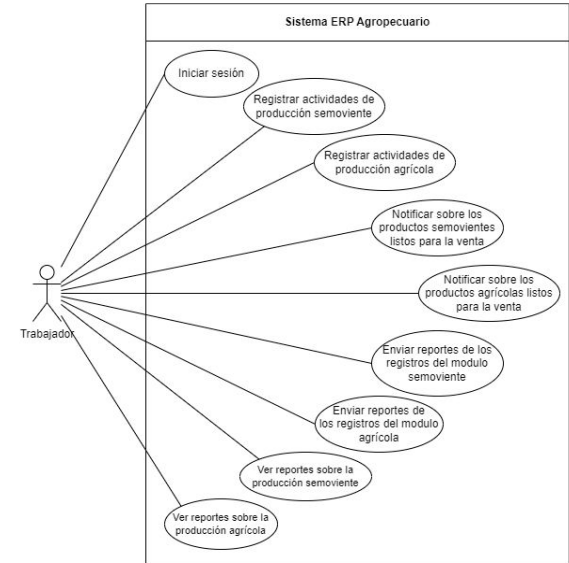 Sistema ERP Agropecuario
Iniciar sesión
Registrar actividades de
producción semoviente
Registrar actividades de
producción agrícola
Notificar sobre los
productos semovientes
listos para la venta
Notificar sobre los
productos agrícolas listos
para la venta
Trabajador
Enviar reportes de los
registros del modulo
semoviente
Enviar reportes de
los registros del modulo
agrícola
Ver reportes sobre la
producción semoviente
Ver reportes sobre la
producción agrícola